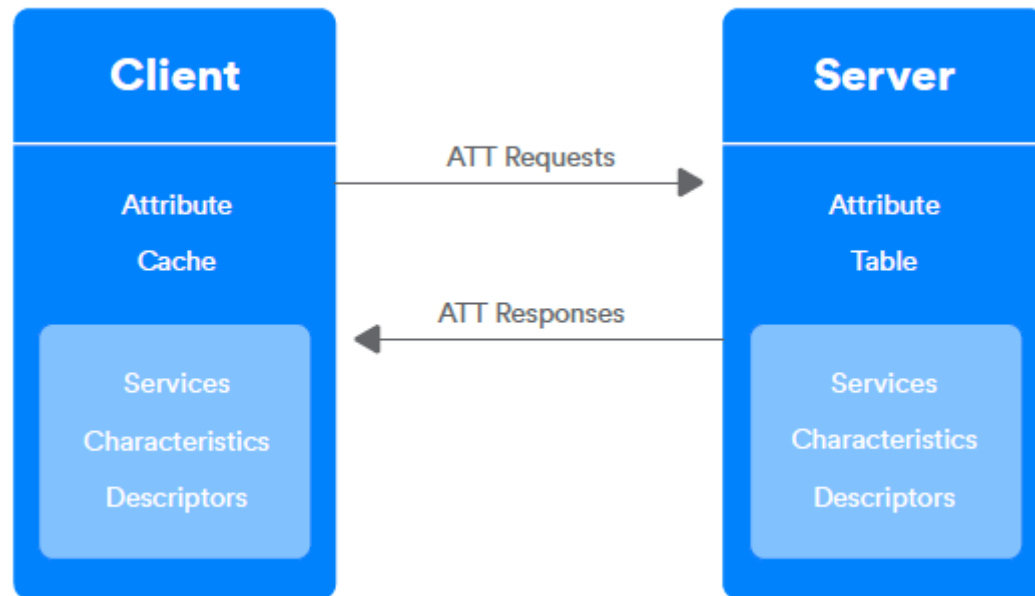 Client
Attribute
Cache
Services
Characteristics
Descriptors
ATT Requests
ATT Responses
Server
Attribute
Table
Services
Characteristics
Descriptors